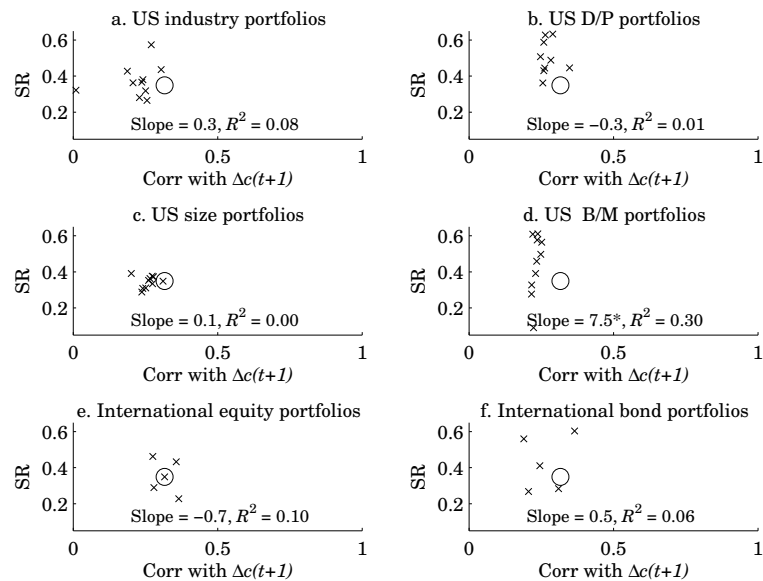 a. US industry portfolios
SR
0.6
0.4
0.2
Slope = 0.3, R² = 0.08
0
0.5
1
Corr with Δc(t+1)
b. US D/P portfolios
SR
0.6
0.4
0.2
Slope = −0.3, R² = 0.01
0
0.5
1
Corr with Δc(t+1)
c. US size portfolios
SR
0.6
0.4
0.2
Slope = 0.1, R² = 0.00
0
0.5
1
Corr with Δc(t+1)
d. US B/M portfolios
SR
0.6
0.4
0.2
Slope = 7.5*, R² = 0.30
0
0.5
1
Corr with Δc(t+1)
e. International equity portfolios
SR
0.6
0.4
0.2
Slope = −0.7, R² = 0.10
0
0.5
1
Corr with Δc(t+1)
f. International bond portfolios
SR
0.6
0.4
0.2
Slope = 0.5, R² = 0.06
0
0.5
1
Corr with Δc(t+1)